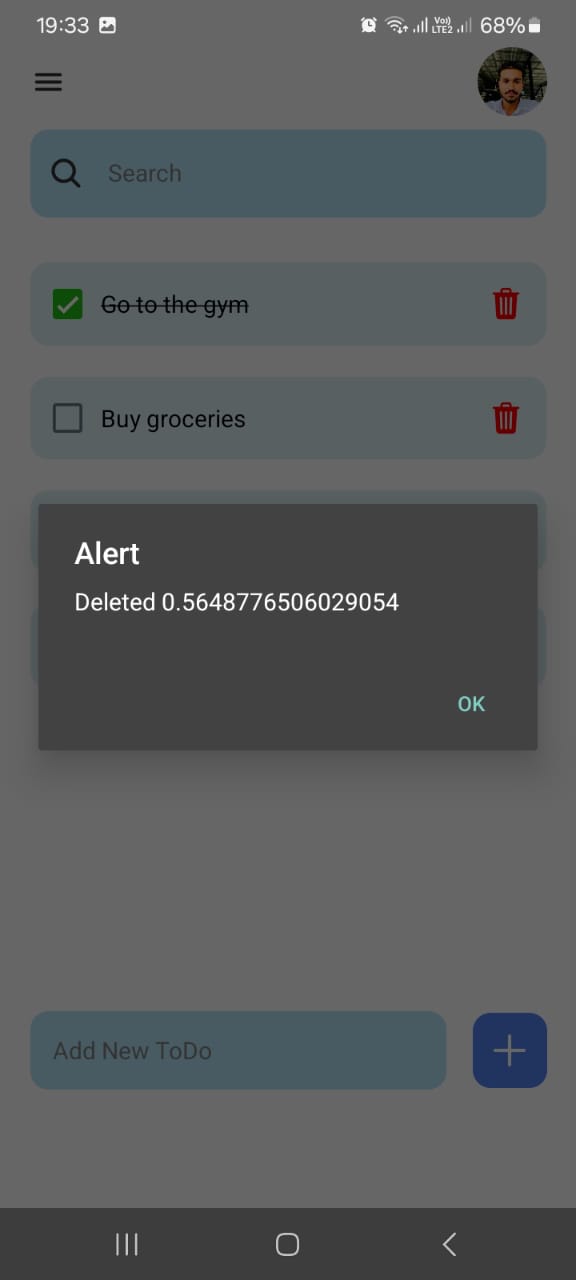 19:33
Vo))
LTE2
68%
Search
Go to the gym
Buy groceries
Alert
Deleted 0.5648776506029054
OK
Add New ToDo